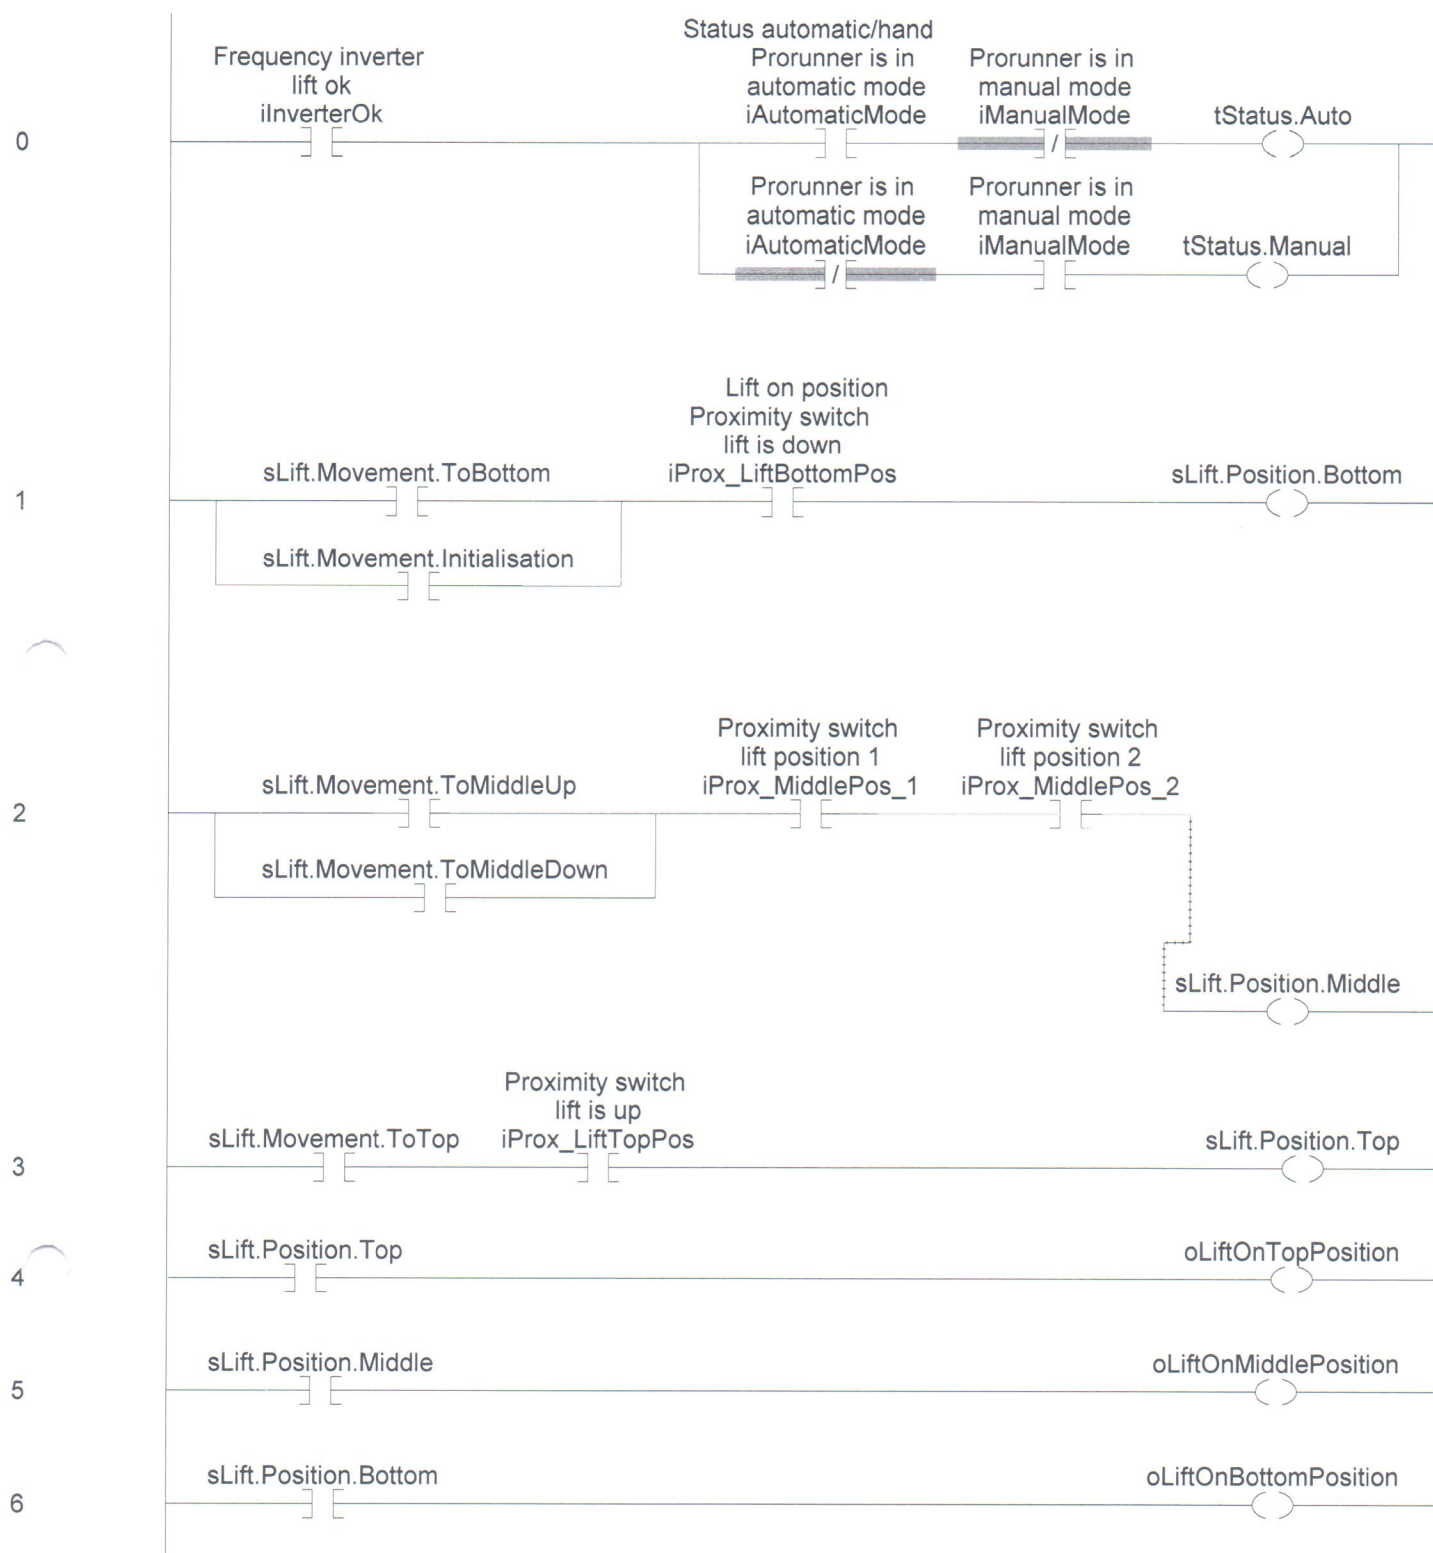 Status automatic/hand
Frequency inverter
lift ok
iInverterOk
Prorunner is in
automatic mode
iAutomaticMode
Prorunner is in
manual mode
iManualMode
tStatus.Auto
0
/
Prorunner is in
automatic mode
iAutomaticMode
Prorunner is in
manual mode
iManualMode
tStatus.Manual
/
Lift on position
Proximity switch
lift is down
iProx_LiftBottomPos
sLift.Movement.ToBottom
sLift.Position.Bottom
1
sLift.Movement.Initialisation
Proximity switch
lift position 1
iProx_MiddlePos_1
Proximity switch
lift position 2
iProx_MiddlePos_2
sLift.Movement.ToMiddleUp
2
sLift.Movement.ToMiddleDown
sLift.Position.Middle
Proximity switch
lift is up
iProx_LiftTopPos
sLift.Movement.ToTop
sLift.Position.Top
3
sLift.Position.Top
oLiftOnTopPosition
4
sLift.Position.Middle
oLiftOnMiddlePosition
5
sLift.Position.Bottom
oLiftOnBottomPosition
6